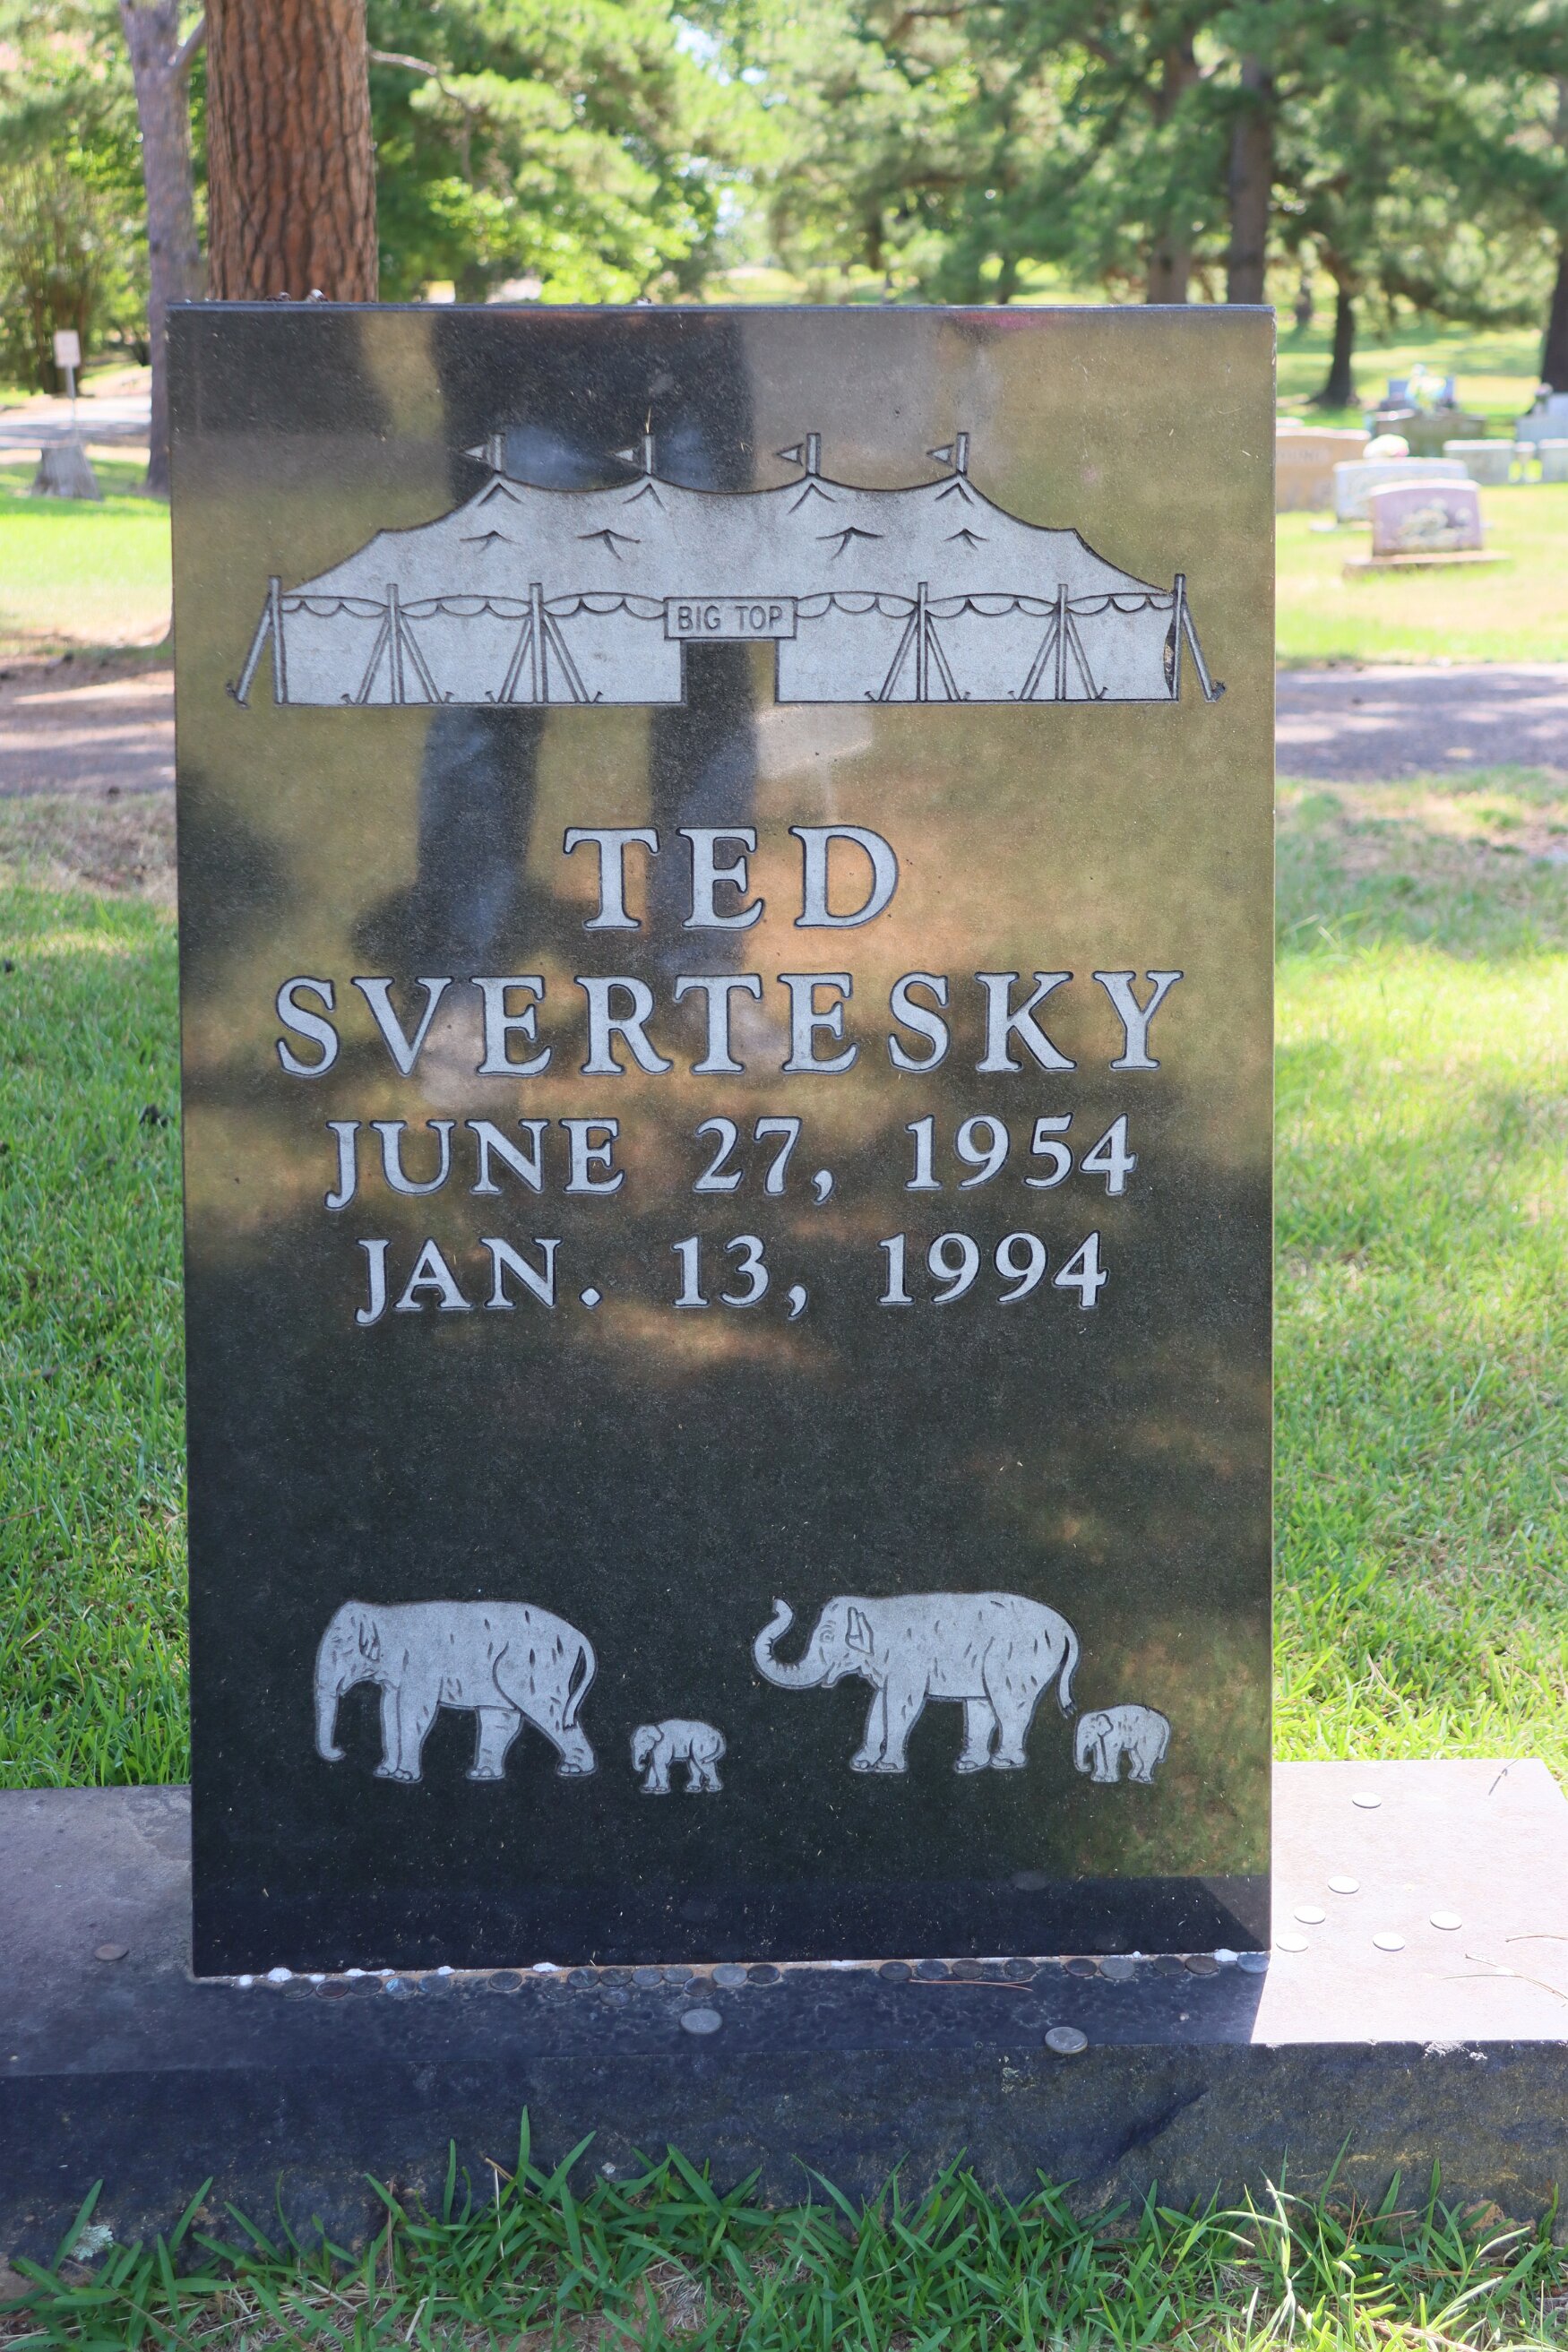 BIG TOP
TED
SVERTESKY
JUNE 27, 1954
JAN. 13, 1994